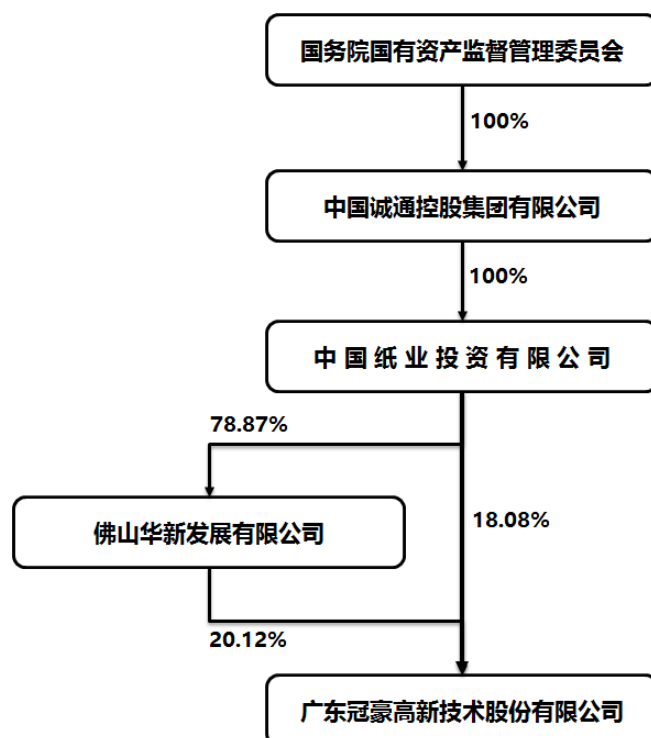 国务院国有资产监督管理委员会
100%
中国诚通控股集团有限公司
100%
中国纸业投资有限公司
78.87%
佛山华新发展有限公司
18.08%
20.12%
广东冠豪高新技术股份有限公司